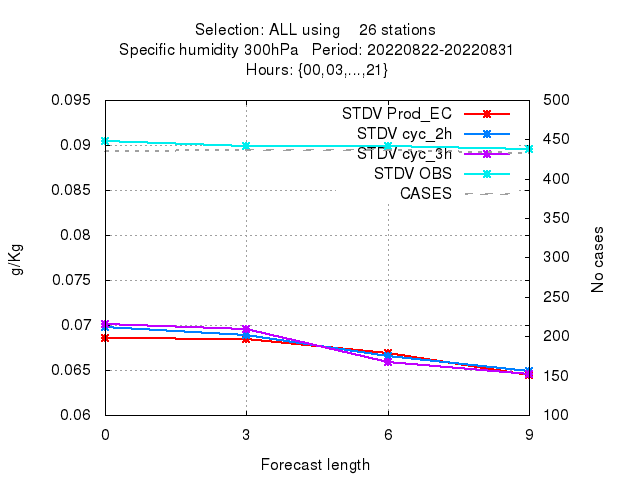 Selection: ALL using 26 stations
Specific humidity 300hPa Period: 20220822-20220831
Hours: {00,03,...,21}
0.095 500
STDV Prod_EC
0.09 450
STDV cyc_2h
STDV cyc_3h
0.085 400
STDV OBS
CASES
0.08 350
0.075 300
0.07 250
0.065 200
0.06 150
100
g/Kg
No cases
0 3 6 9
Forecast length